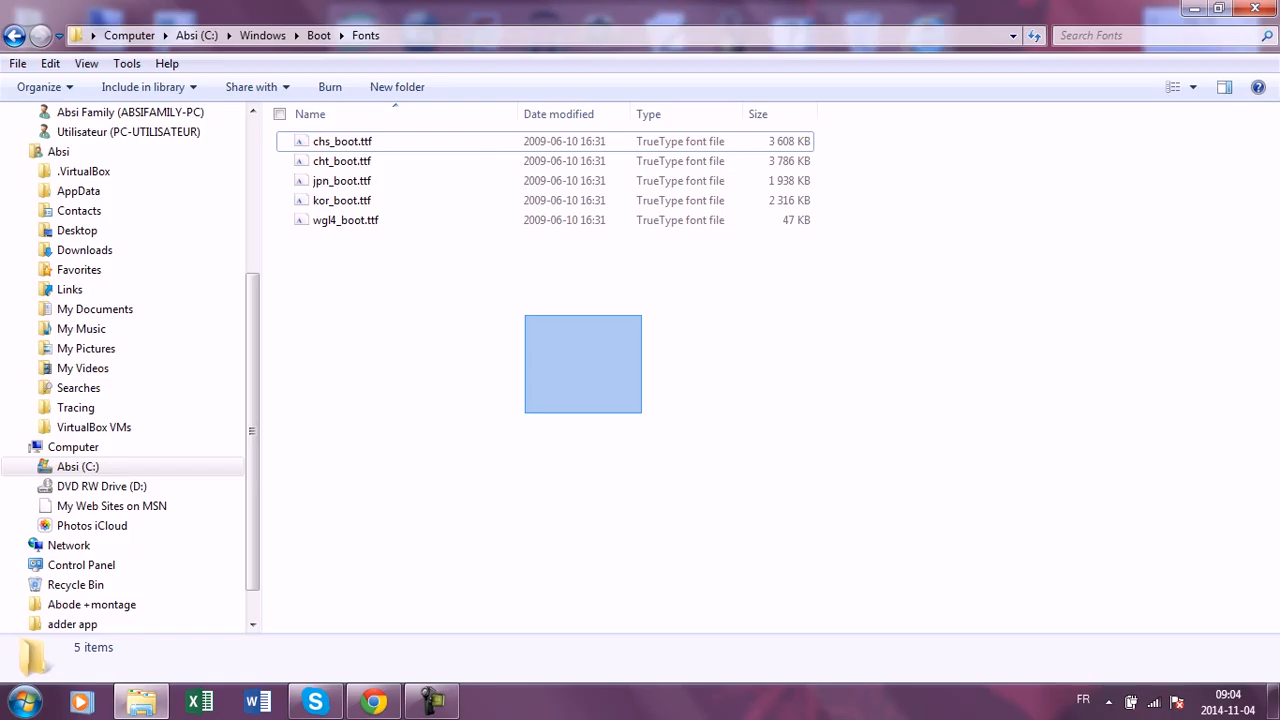 Computer Absi (C:) Windows Boot Fonts Search Fonts
File Edit View Tools Help
Organize Include in library Share with Burn New folder
Absi Family (ABSIFAMILY-PC)
Utilisateur (PC-UTILISATEUR)
Absi
.VirtualBox
AppData
Contacts
Desktop
Downloads
Favorites
Links
My Documents
My Music
My Pictures
My Videos
Searches
Tracing
VirtualBox VMs
Computer
Absi (C:)
DVD RW Drive (D:)
My Web Sites on MSN
Photos iCloud
Network
Control Panel
Recycle Bin
Abode +montage
adder app
Name Date modified Type Size
chs_boot.ttf 2009-06-10 16:31 TrueType font file 3 608 KB
cht_boot.ttf 2009-06-10 16:31 TrueType font file 3 786 KB
jpn_boot.ttf 2009-06-10 16:31 TrueType font file 1 938 KB
kor_boot.ttf 2009-06-10 16:31 TrueType font file 2 316 KB
wgl4_boot.ttf 2009-06-10 16:31 TrueType font file 47 KB
5 items
FR 09:04
2014-11-04